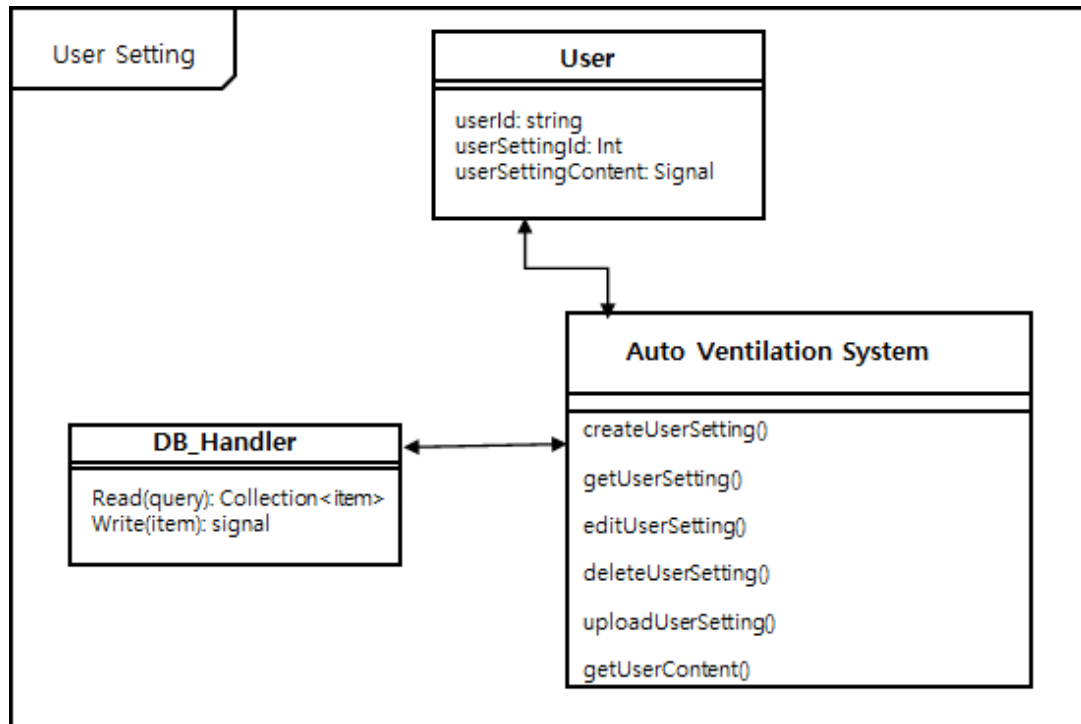 User Setting
User
userId: string
userSettingId: Int
userSettingContent: Signal
Auto Ventilation System
createUserSetting()
getUserSetting()
editUserSetting()
deleteUserSetting()
uploadUserSetting()
getUserContent()
DB_Handler
Read(query): Collection<item>
Write(item): signal